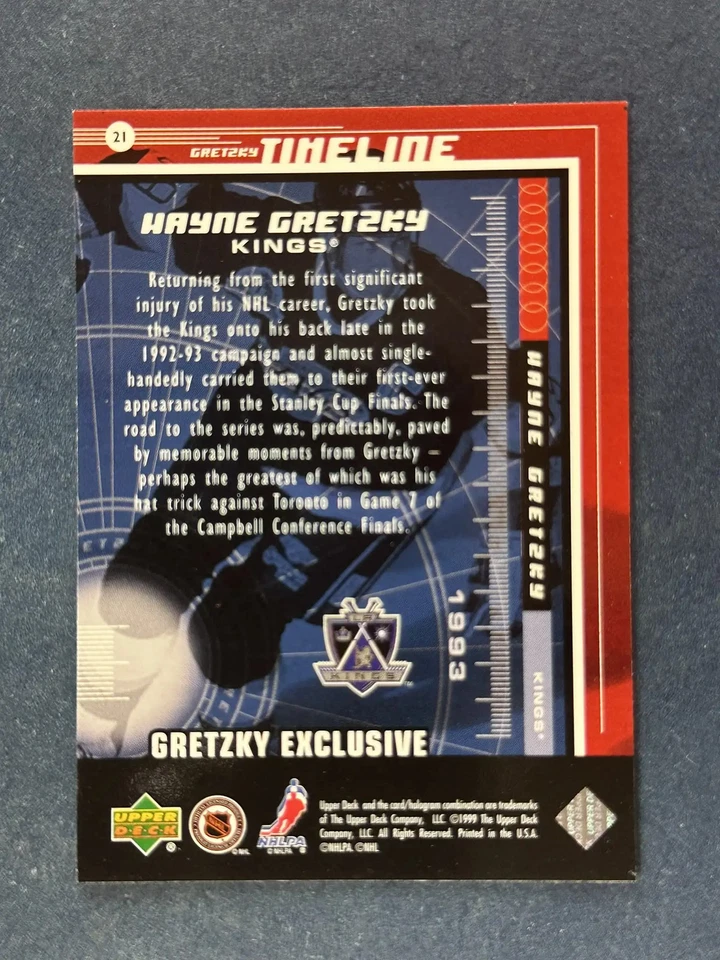 21
GRETZKY TIMELINE
WAYNE GRETZKY
KINGS®
Returning from the first significant
injury of his NHL career, Gretzky took
the Kings onto his back late in the
1992-93 campaign and almost single-
handedly carried them to their first-ever
appearance in the Stanley Cup Finals. The
road to the series was, predictably, paved
by memorable moments from Gretzky –
perhaps the greatest of which was his
hat trick against Toronto in Game 7 of
the Campbell Conference Finals.
WAYNE GRETZKY
KINGS®
1993
KINGS™
GRETZKY EXCLUSIVE
UPPER
DECK®
©NHL
NHLPA
©NHLPA
Upper Deck and the card/hologram combination are trademarks
of The Upper Deck Company, LLC. ©1999 The Upper Deck
Company, LLC. All Rights Reserved. Printed in the U.S.A.
©NHLPA ©NHL